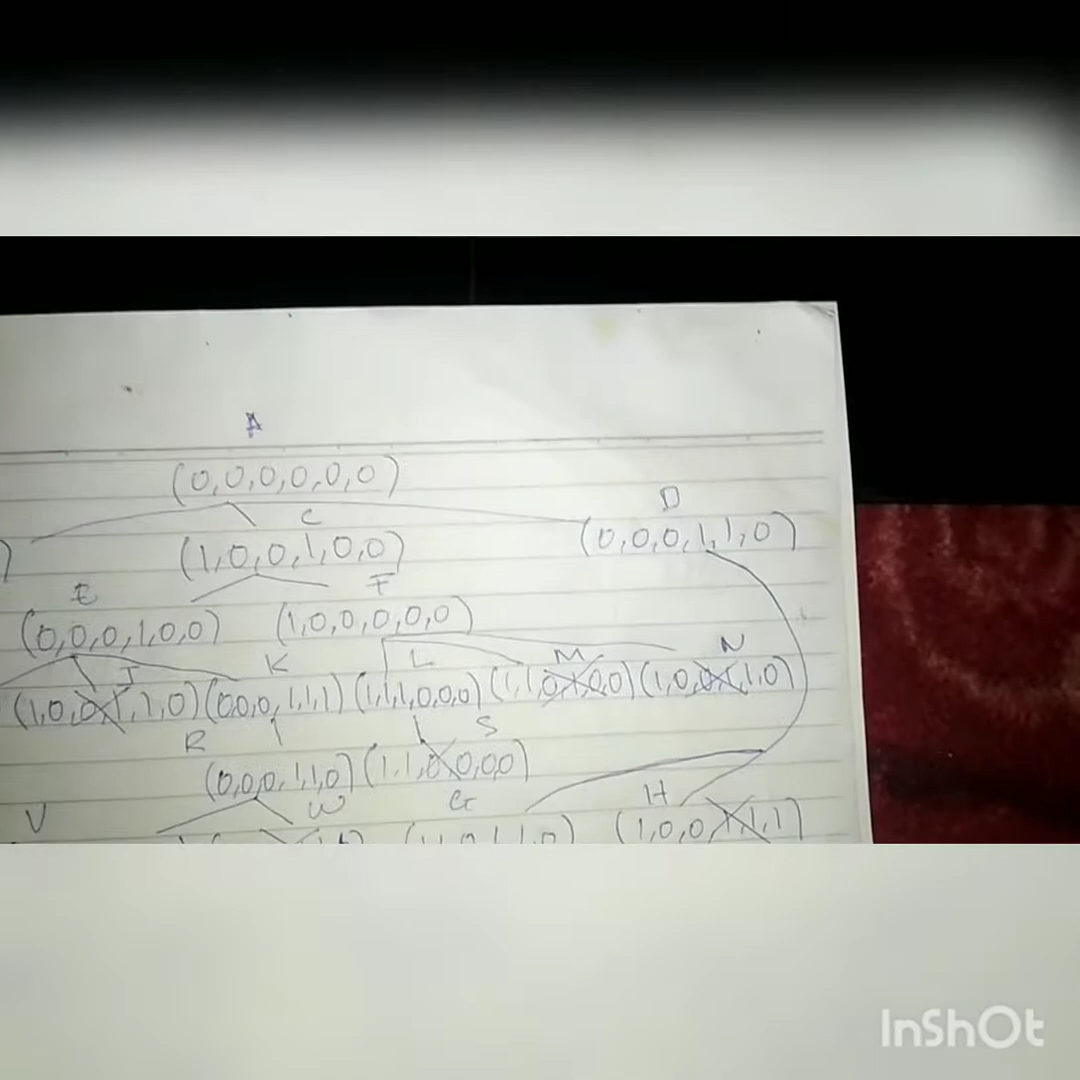 A
(0,0,0,0,0,0)
D
C
(0,0,0,1,1,0)
) (1,0,0,1,0,0)
E F
(0,0,0,1,0,0) (1,0,0,0,0,0)
J K L M N
(1,0,0,1,1,0) (0,0,0,1,1,1) (1,1,1,0,0,0) (1,1,0,1,0,0) (1,0,0,1,1,0)
R S
(0,0,0,1,1,0) (1,1,0,0,0,0)
V W G H
(1,0,0,1,1,1)
InShOt